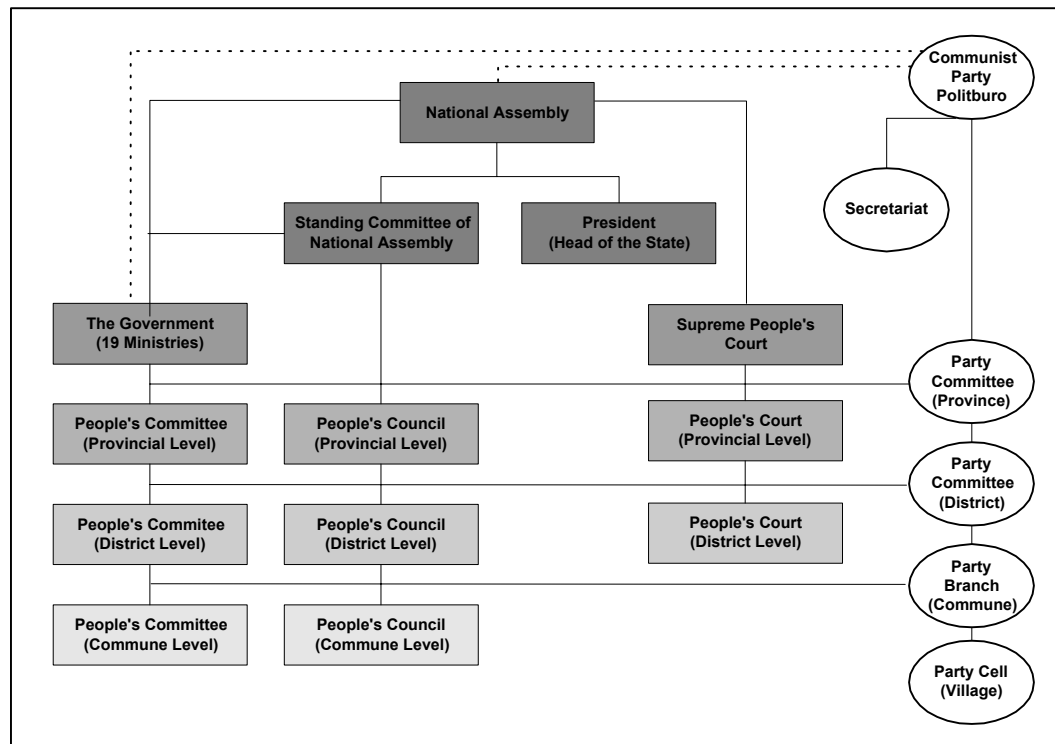 Communist
Party
Politburo
National Assembly
Secretariat
Standing Committee of
National Assembly
President
(Head of the State)
The Government
(19 Ministries)
Supreme People's
Court
Party
Committee
(Province)
People's Committee
(Provincial Level)
People's Council
(Provincial Level)
People's Court
(Provincial Level)
Party
Committee
(District)
People's Commitee
(District Level)
People's Council
(District Level)
People's Court
(District Level)
Party
Branch
(Commune)
People's Committee
(Commune Level)
People's Council
(Commune Level)
Party Cell
(Village)